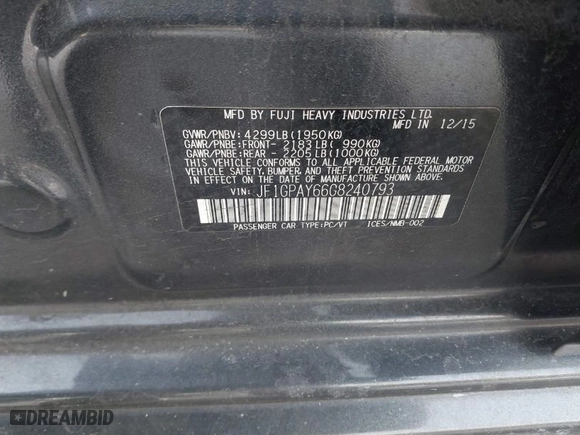 MFD BY FUJI HEAVY INDUSTRIES LTD.
MFD IN 12/15
GVWR/PNBV: 4299LB(1950KG)
GAWR/PNBE:FRONT- 2183LB( 990KG)
GAWR/PNBE:REAR - 2205LB(1000KG)
THIS VEHICLE CONFORMS TO ALL APPLICABLE FEDERAL MOTOR
VEHICLE SAFETY, BUMPER, AND THEFT PREVENTION STANDARDS
IN EFFECT ON THE DATE OF MANUFACTURE SHOWN ABOVE.
VIN: JF1GPAY66G8240793
PASSENGER CAR TYPE:PC/VT ICES/NMB-002
DREAMBID